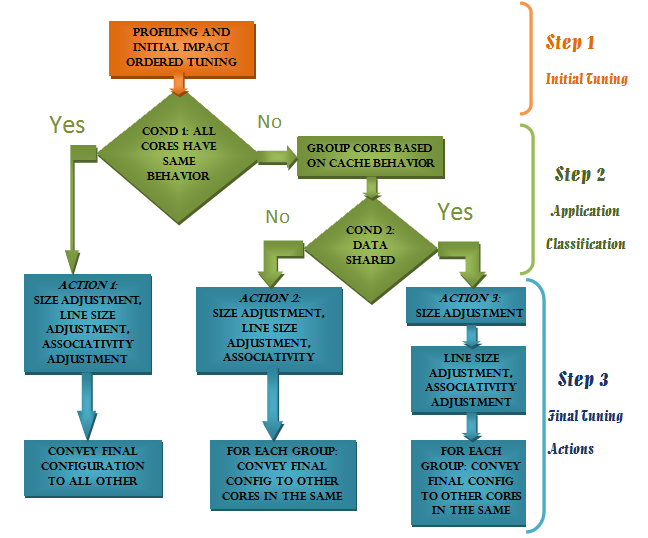 PROFILING AND
INITIAL IMPACT
ORDERED TUNING
Step 1
Initial Tuning
Yes
No
COND 1: ALL
CORES HAVE
SAME
BEHAVIOR
GROUP CORES BASED
ON CACHE BEHAVIOR
Step 2
Application
Classification
No
Yes
COND 2:
DATA
SHARED
ACTION 1:
SIZE ADJUSTMENT,
LINE SIZE
ADJUSTMENT,
ASSOCIATIVITY
ADJUSTMENT
ACTION 2:
SIZE ADJUSTMENT,
LINE SIZE
ADJUSTMENT,
ASSOCIATIVITY
ACTION 3:
SIZE ADJUSTMENT
LINE SIZE
ADJUSTMENT,
ASSOCIATIVITY
ADJUSTMENT
Step 3
Final Tuning
Actions
CONVEY FINAL
CONFIGURATION
TO ALL OTHER
FOR EACH GROUP:
CONVEY FINAL
CONFIG TO OTHER
CORES IN THE SAME
FOR EACH
GROUP: CONVEY
FINAL CONFIG
TO OTHER CORES
IN THE SAME